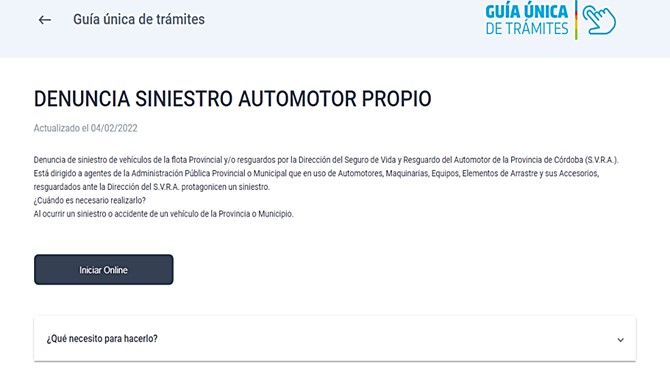 Guía única de trámites
GUÍA ÚNICA
DE TRÁMITES
DENUNCIA SINIESTRO AUTOMOTOR PROPIO
Actualizado el 04/02/2022
Denuncia de siniestro de vehículos de la flota Provincial y/o resguardos por la Dirección del Seguro de Vida y Resguardo del Automotor de la Provincia de Córdoba (S.V.R.A.).
Está dirigido a agentes de la Administración Pública Provincial o Municipal que en uso de Automotores, Maquinarias, Equipos, Elementos de Arrastre y sus Accesorios,
resguardados ante la Dirección del S.V.R.A. protagonicen un siniestro.
¿Cuándo es necesario realizarlo?
Al ocurrir un siniestro o accidente de un vehículo de la Provincia o Municipio.
Iniciar Online
¿Qué necesito para hacerlo?